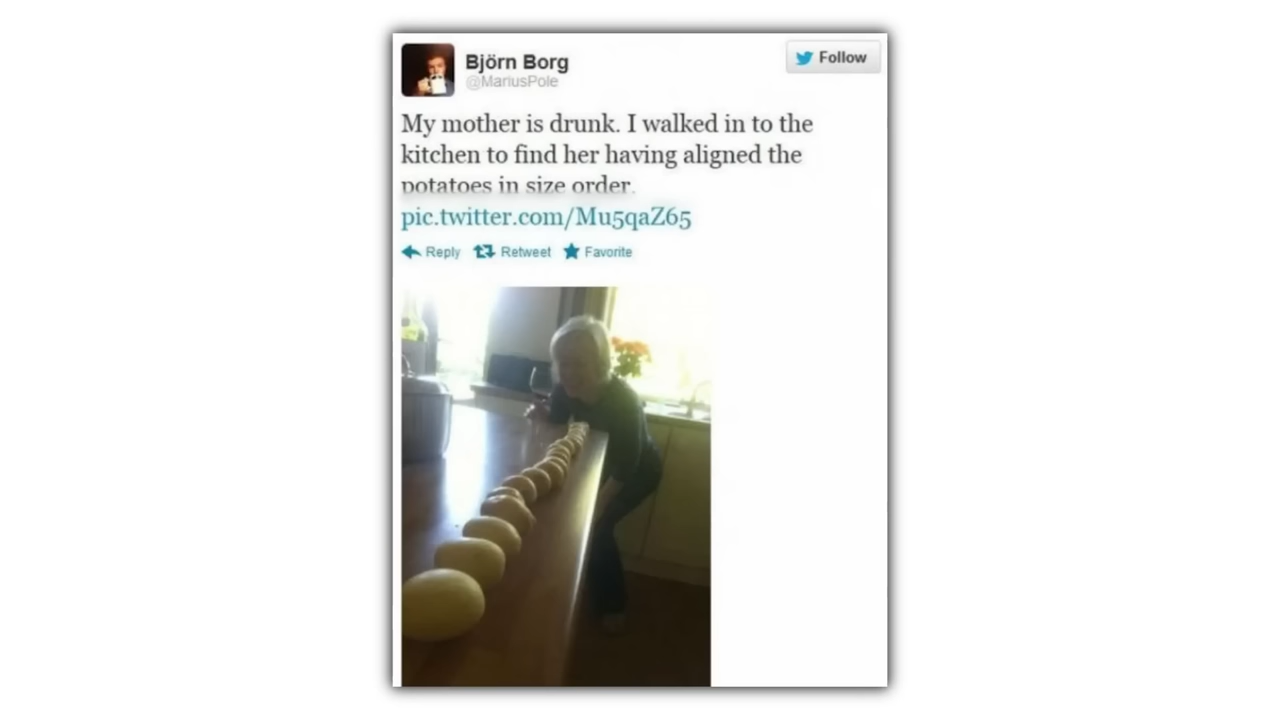 Björn Borg
@MariusPole
Follow
My mother is drunk. I walked in to the
kitchen to find her having aligned the
potatoes in size order.
pic.twitter.com/Mu5qaZ65
Reply Retweet Favorite